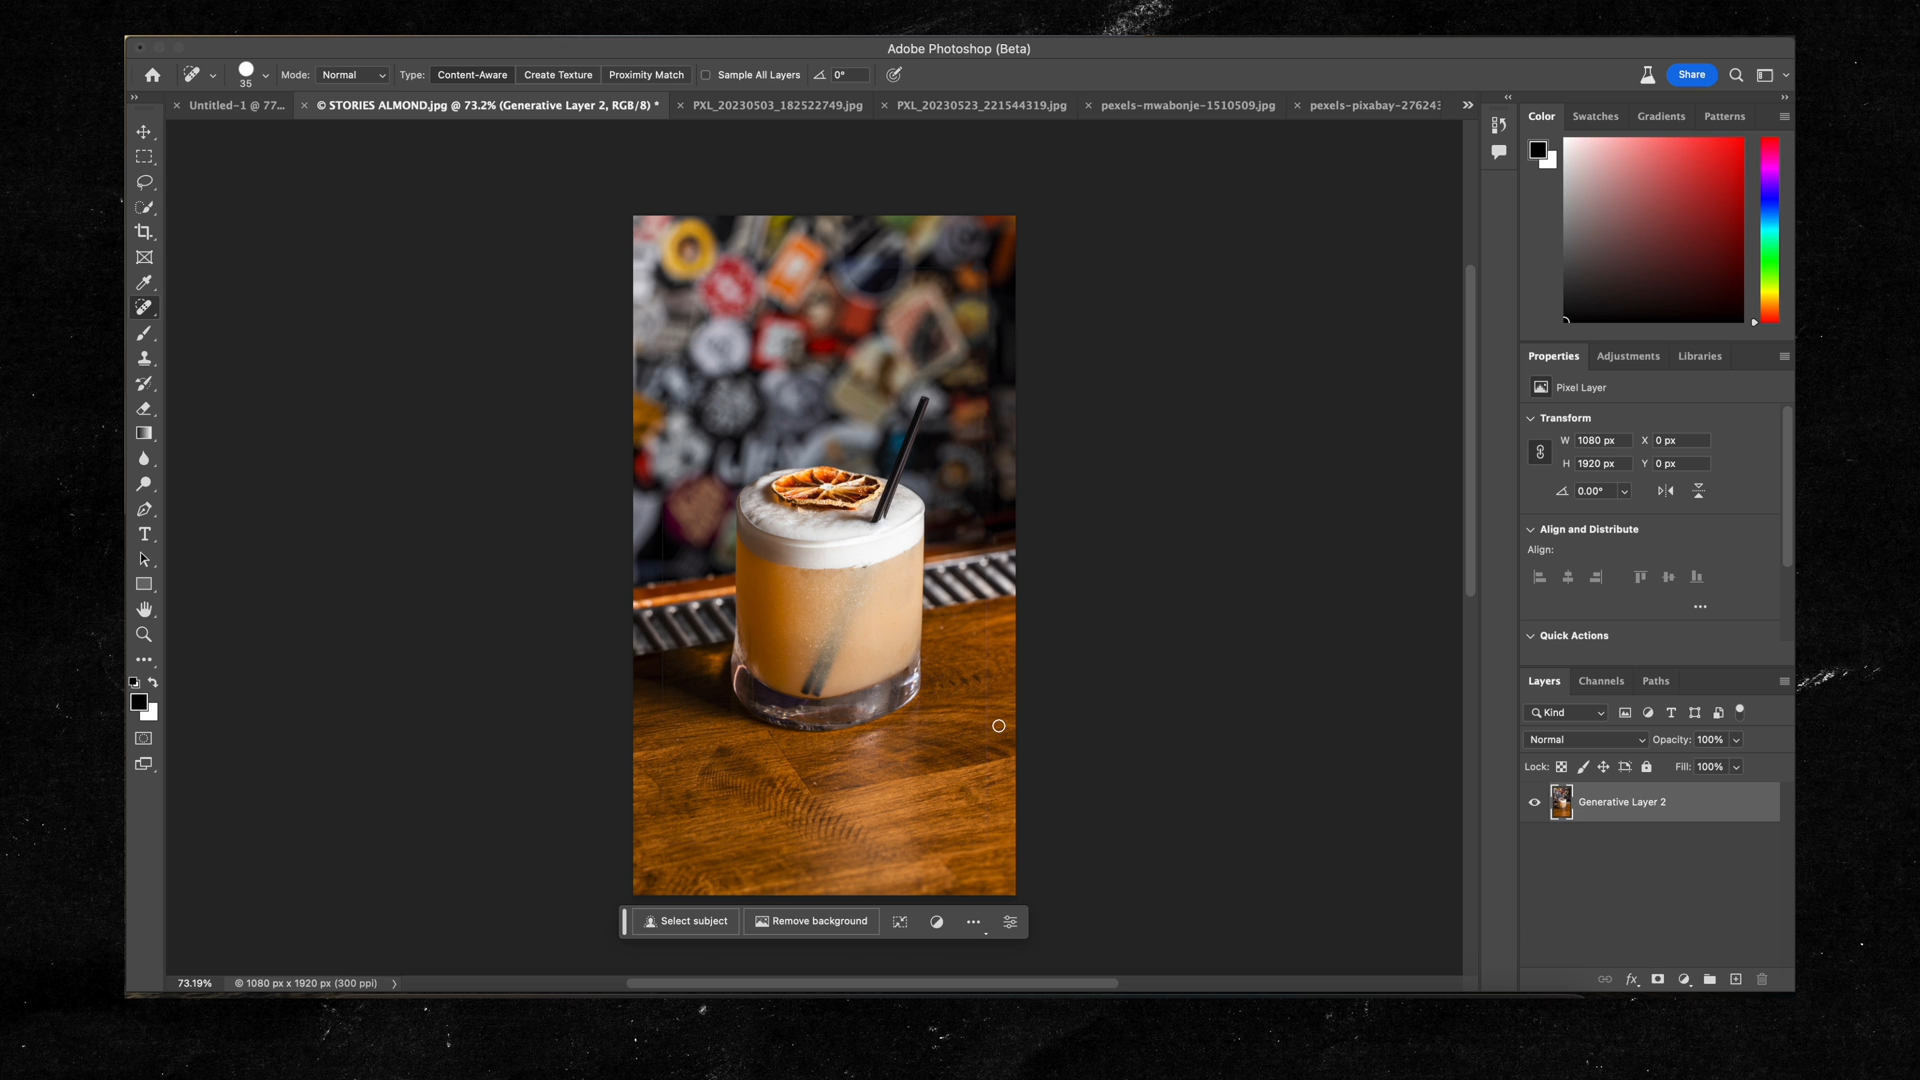 Adobe Photoshop (Beta)
35
Mode: Normal
Type: Content-Aware Create Texture Proximity Match
Sample All Layers
0°
Share
Untitled-1 @ 77...
© STORIES ALMOND.jpg @ 73.2% (Generative Layer 2, RGB/8) *
PXL_20230503_182522749.jpg
PXL_20230523_221544319.jpg
pexels-mwabonje-1510509.jpg
pexels-pixabay-276243
Color Swatches Gradients Patterns
Properties Adjustments Libraries
Pixel Layer
Transform
W 1080 px X 0 px
H 1920 px Y 0 px
0.00°
Align and Distribute
Align:
Quick Actions
Layers Channels Paths
Kind
Normal Opacity: 100%
Lock: Fill: 100%
Generative Layer 2
fx
Select subject Remove background
73.19% © 1080 px x 1920 px (300 ppi)